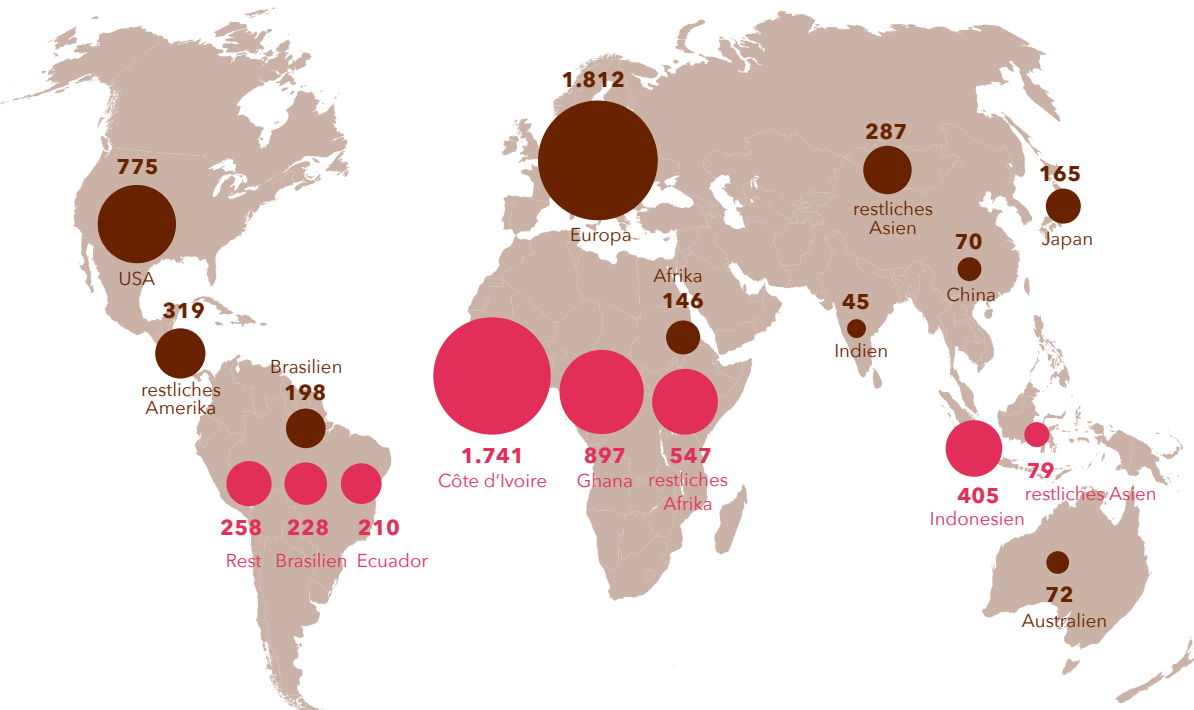 1.812
Europa
775
USA
287
restliches
Asien
165
Japan
70
China
45
Indien
Afrika
146
319
restliches
Amerika
Brasilien
198
1.741
Côte d’Ivoire
897
Ghana
547
restliches
Afrika
405
Indonesien
79
restliches Asien
258
Rest
228
Brasilien
210
Ecuador
72
Australien